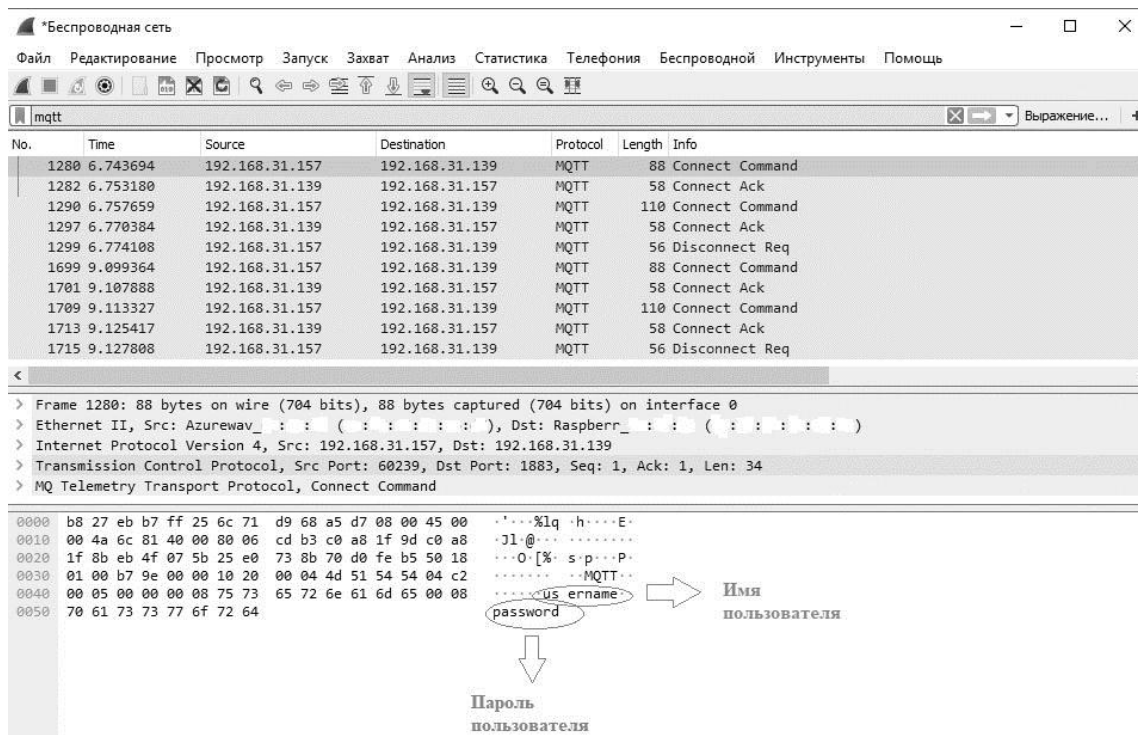 *Беспроводная сеть
Файл Редактирование Просмотр Запуск Захват Анализ Статистика Телефония Беспроводной Инструменты Помощь
mqtt Выражение... +
No. Time Source Destination Protocol Length Info
1280 6.743694 192.168.31.157 192.168.31.139 MQTT 88 Connect Command
1282 6.753180 192.168.31.139 192.168.31.157 MQTT 58 Connect Ack
1290 6.757659 192.168.31.157 192.168.31.139 MQTT 110 Connect Command
1297 6.770384 192.168.31.139 192.168.31.157 MQTT 58 Connect Ack
1299 6.774108 192.168.31.157 192.168.31.139 MQTT 56 Disconnect Req
1699 9.099364 192.168.31.157 192.168.31.139 MQTT 88 Connect Command
1701 9.107888 192.168.31.139 192.168.31.157 MQTT 58 Connect Ack
1709 9.113327 192.168.31.157 192.168.31.139 MQTT 110 Connect Command
1713 9.125417 192.168.31.139 192.168.31.157 MQTT 58 Connect Ack
1715 9.127808 192.168.31.157 192.168.31.139 MQTT 56 Disconnect Req
> Frame 1280: 88 bytes on wire (704 bits), 88 bytes captured (704 bits) on interface 0
> Ethernet II, Src: Azurewav_ : : ( : : : : : ), Dst: Raspberr_ : : ( : : : : : )
> Internet Protocol Version 4, Src: 192.168.31.157, Dst: 192.168.31.139
> Transmission Control Protocol, Src Port: 60239, Dst Port: 1883, Seq: 1, Ack: 1, Len: 34
> MQ Telemetry Transport Protocol, Connect Command
0000 b8 27 eb b7 ff 25 6c 71 d9 68 a5 d7 08 00 45 00 ·'···%lq ·h····E·
0010 00 4a 6c 81 40 00 80 06 cd b3 c0 a8 1f 9d c0 a8 ·Jl·@··· ········
0020 1f 8b eb 4f 07 5b 25 e0 73 8b 70 d0 fe b5 50 18 ···O·[%· s·p···P·
0030 01 00 b7 9e 00 00 10 20 00 04 4d 51 54 54 04 c2 ······· ··MQTT··
0040 00 05 00 00 00 08 75 73 65 72 6e 61 6d 65 00 08 ······us ername··
0050 70 61 73 73 77 6f 72 64 password
Имя
пользователя
Пароль
пользователя